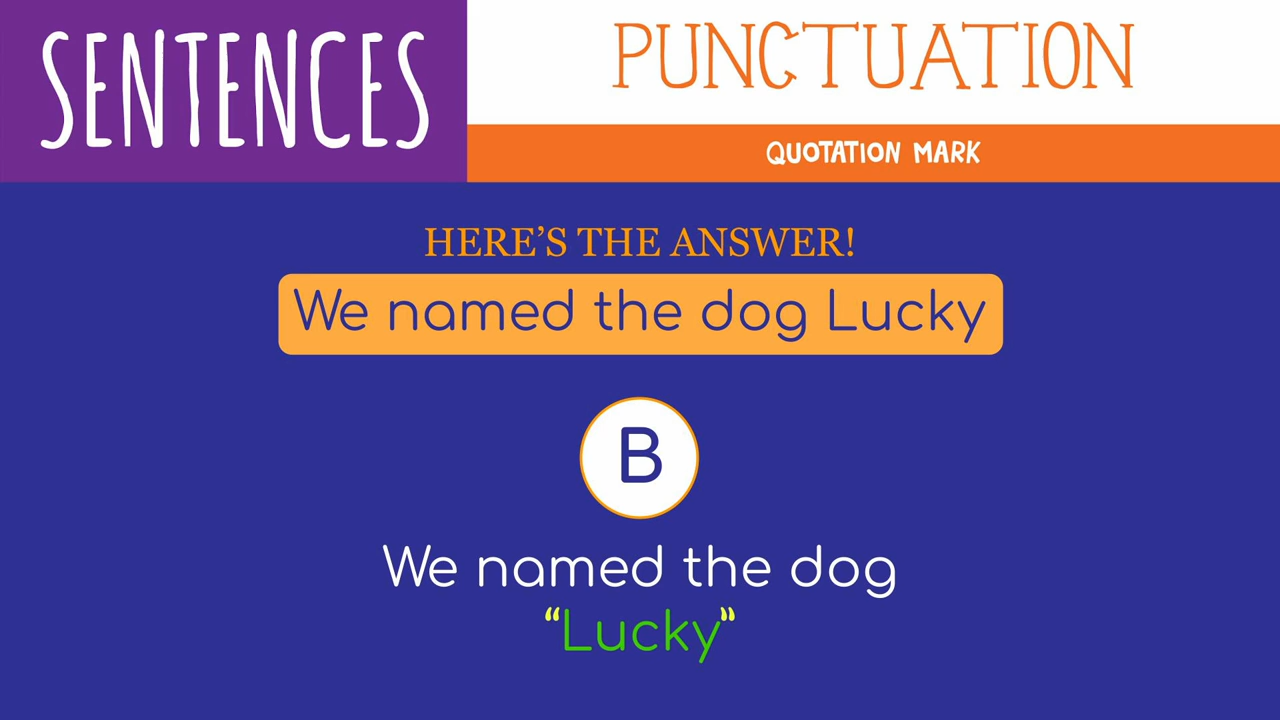 SENTENCES
PUNCTUATION
QUOTATION MARK
HERE’S THE ANSWER!
We named the dog Lucky
B
We named the dog
“Lucky”